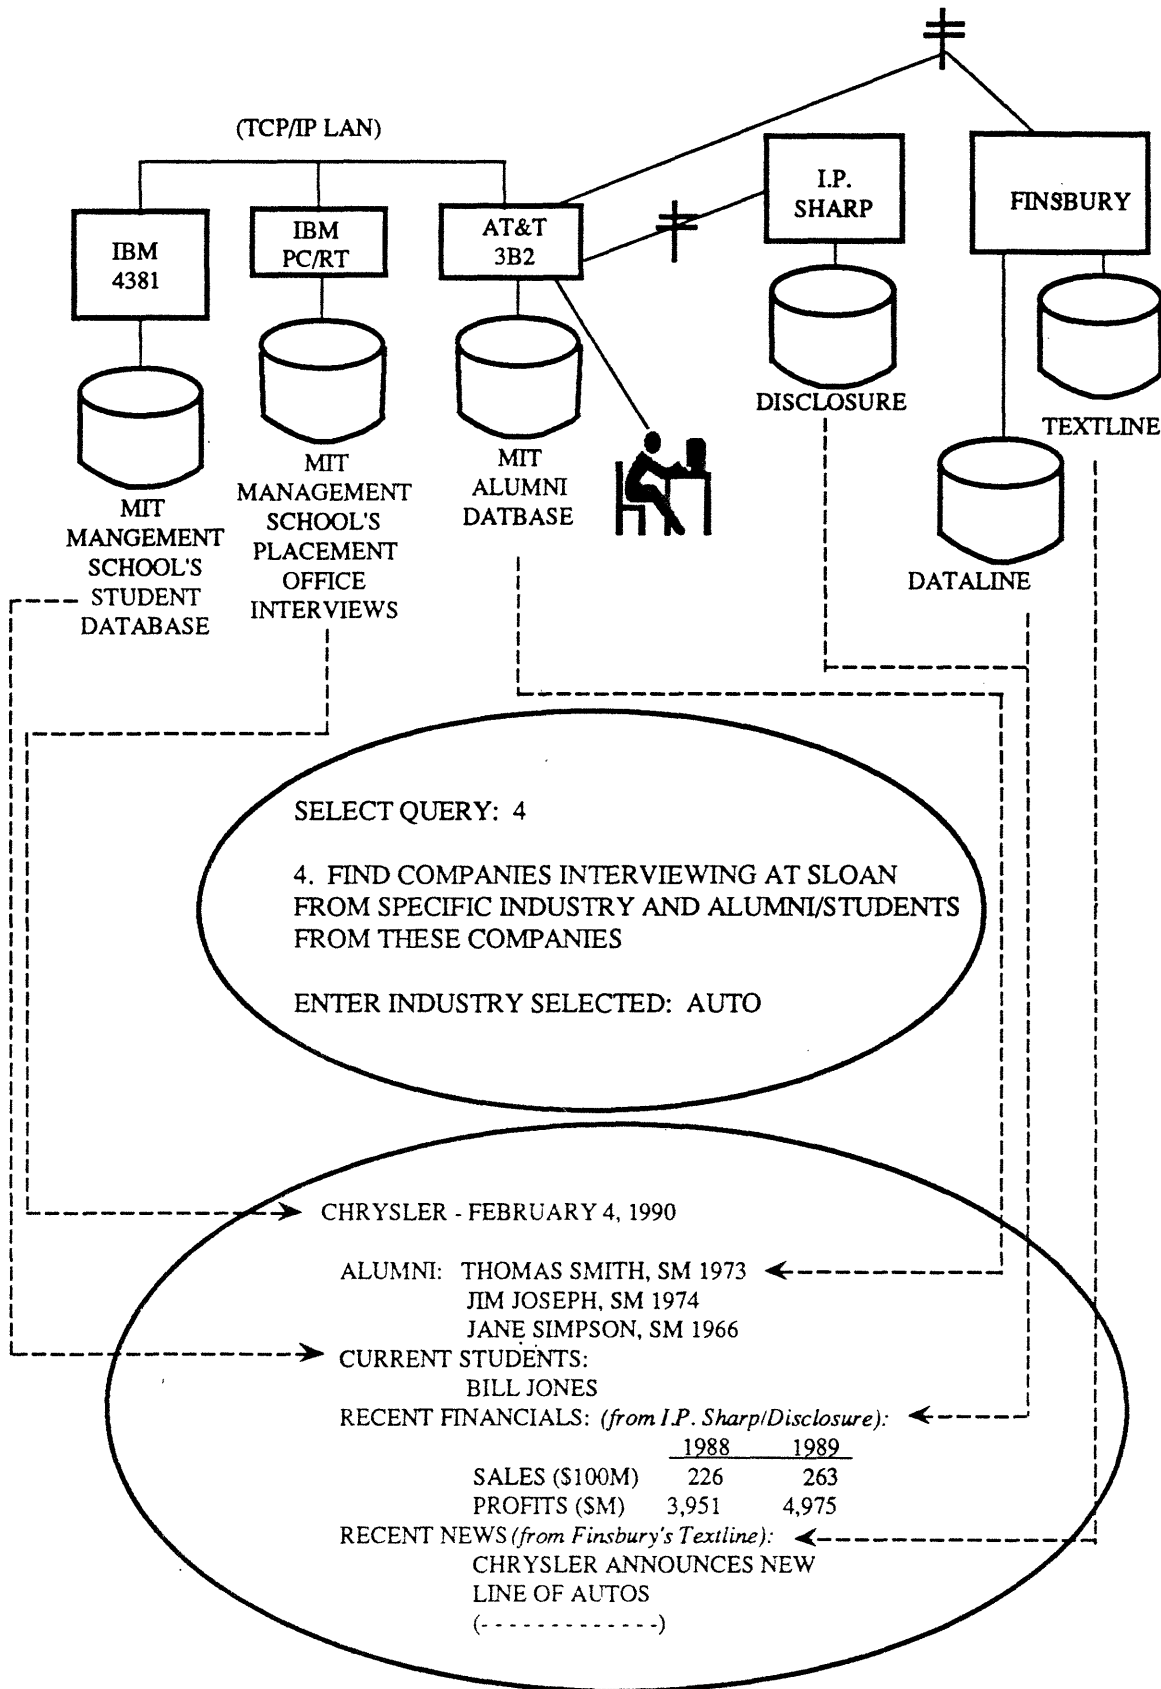 (TCP/IP LAN)
IBM
4381
IBM
PC/RT
AT&T
3B2
I.P.
SHARP
FINSBURY
MIT
MANGEMENT
SCHOOL'S
STUDENT
DATABASE
MIT
MANAGEMENT
SCHOOL'S
PLACEMENT
OFFICE
INTERVIEWS
MIT
ALUMNI
DATBASE
DISCLOSURE
DATALINE
TEXTLINE
SELECT QUERY: 4
4. FIND COMPANIES INTERVIEWING AT SLOAN
FROM SPECIFIC INDUSTRY AND ALUMNI/STUDENTS
FROM THESE COMPANIES
ENTER INDUSTRY SELECTED: AUTO
CHRYSLER - FEBRUARY 4, 1990
ALUMNI: THOMAS SMITH, SM 1973
JIM JOSEPH, SM 1974
JANE SIMPSON, SM 1966
CURRENT STUDENTS:
BILL JONES
RECENT FINANCIALS: (from I.P. Sharp/Disclosure):
1988 1989
SALES ($100M) 226 263
PROFITS ($M) 3,951 4,975
RECENT NEWS (from Finsbury's Textline):
CHRYSLER ANNOUNCES NEW
LINE OF AUTOS
(- - - - - - - - - - - - -)